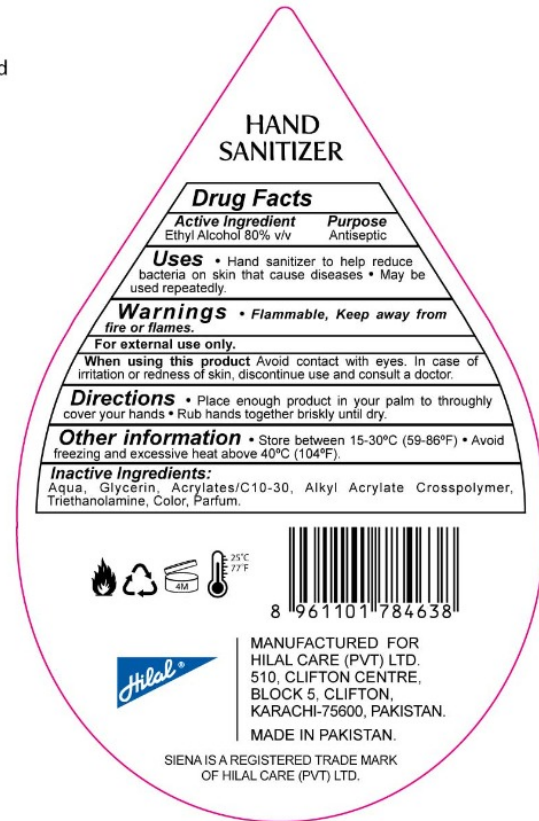 d
HAND
SANITIZER
Drug Facts
Active Ingredient Purpose
Ethyl Alcohol 80% v/v Antiseptic
Uses • Hand sanitizer to help reduce
bacteria on skin that cause diseases • May be
used repeatedly.
Warnings • Flammable, Keep away from
fire or flames.
For external use only.
When using this product Avoid contact with eyes. In case of
irritation or redness of skin, discontinue use and consult a doctor.
Directions • Place enough product in your palm to throughly
cover your hands • Rub hands together briskly until dry.
Other information • Store between 15-30ºC (59-86ºF) • Avoid
freezing and excessive heat above 40ºC (104ºF).
Inactive Ingredients:
Aqua, Glycerin, Acrylates/C10-30, Alkyl Acrylate Crosspolymer,
Triethanolamine, Color, Parfum.
4M
25°C
77°F
8 961101 784638
Hilal®
MANUFACTURED FOR
HILAL CARE (PVT) LTD.
510, CLIFTON CENTRE,
BLOCK 5, CLIFTON,
KARACHI-75600, PAKISTAN.
MADE IN PAKISTAN.
SIENA IS A REGISTERED TRADE MARK
OF HILAL CARE (PVT) LTD.